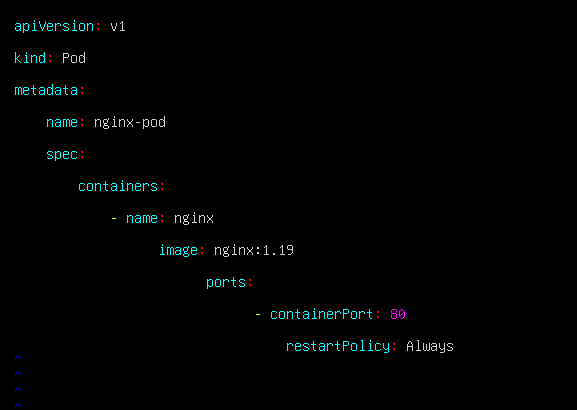 apiVersion: v1
kind: Pod
metadata:
    name: nginx-pod
    spec:
        containers:
            - name: nginx
                  image: nginx:1.19
                        ports:
                              - containerPort: 80
                                  restartPolicy: Always
~
~
~
~